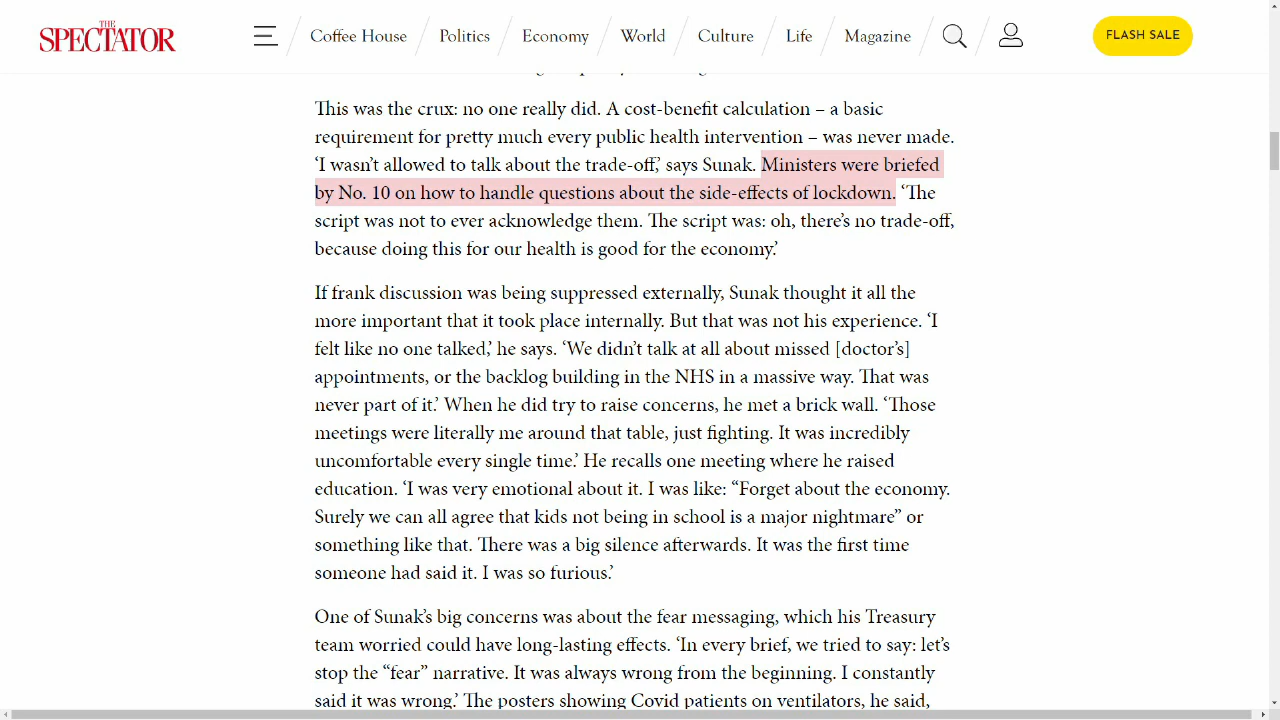 THE
SPECTATOR
Coffee House
Politics
Economy
World
Culture
Life
Magazine
FLASH SALE
This was the crux: no one really did. A cost-benefit calculation – a basic
requirement for pretty much every public health intervention – was never made.
‘I wasn’t allowed to talk about the trade-off,’ says Sunak. Ministers were briefed
by No. 10 on how to handle questions about the side-effects of lockdown. ‘The
script was not to ever acknowledge them. The script was: oh, there’s no trade-off,
because doing this for our health is good for the economy.’
If frank discussion was being suppressed externally, Sunak thought it all the
more important that it took place internally. But that was not his experience. ‘I
felt like no one talked,’ he says. ‘We didn’t talk at all about missed [doctor’s]
appointments, or the backlog building in the NHS in a massive way. That was
never part of it.’ When he did try to raise concerns, he met a brick wall. ‘Those
meetings were literally me around that table, just fighting. It was incredibly
uncomfortable every single time.’ He recalls one meeting where he raised
education. ‘I was very emotional about it. I was like: “Forget about the economy.
Surely we can all agree that kids not being in school is a major nightmare” or
something like that. There was a big silence afterwards. It was the first time
someone had said it. I was so furious.’
One of Sunak’s big concerns was about the fear messaging, which his Treasury
team worried could have long-lasting effects. ‘In every brief, we tried to say: let’s
stop the “fear” narrative. It was always wrong from the beginning. I constantly
said it was wrong.’ The posters showing Covid patients on ventilators, he said,